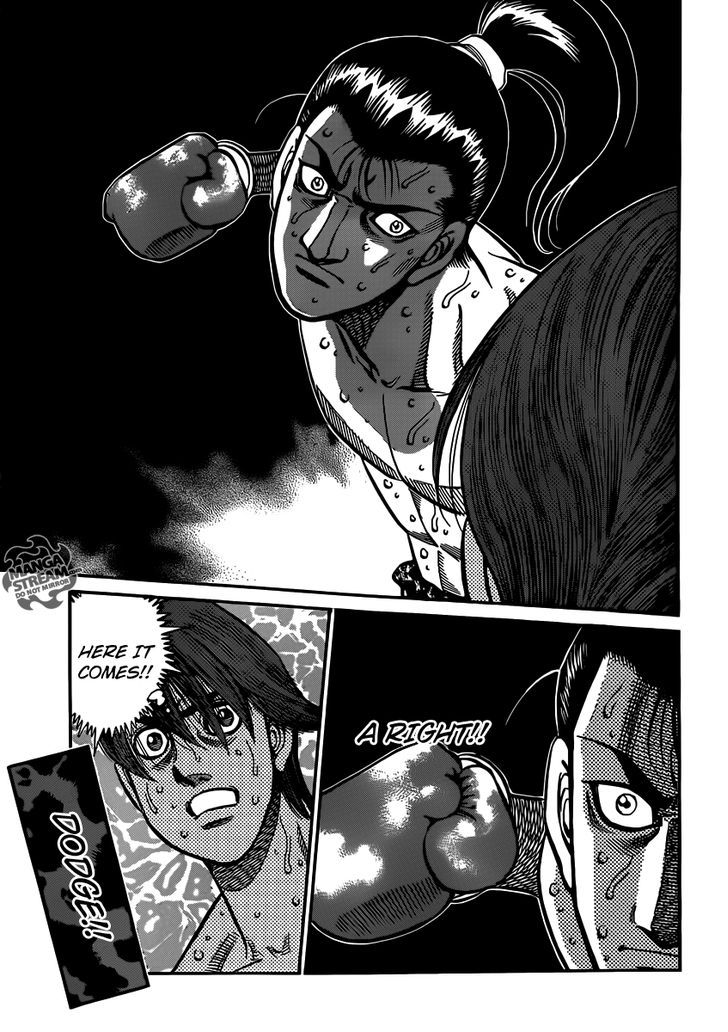 MANGA
STREAM
DO NOT MIRROR
A RIGHT!!
HERE IT
COMES!!
DODGE!!